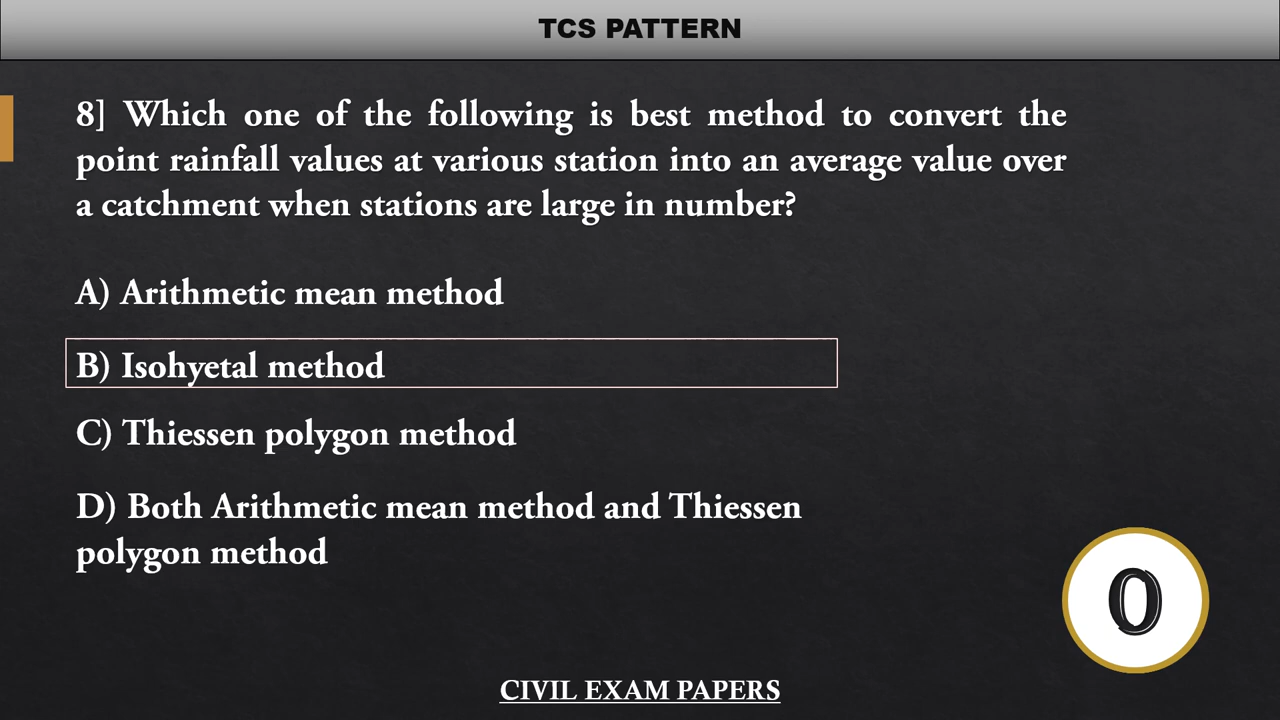 TCS PATTERN
8] Which one of the following is best method to convert the
point rainfall values at various station into an average value over
a catchment when stations are large in number?
A) Arithmetic mean method
B) Isohyetal method
C) Thiessen polygon method
D) Both Arithmetic mean method and Thiessen
polygon method
0
CIVIL EXAM PAPERS